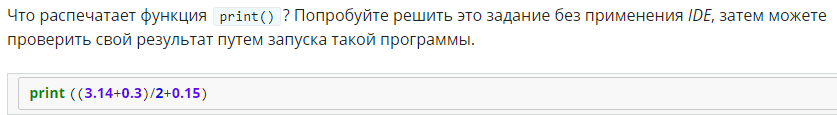 Что распечатает функция print() ? Попробуйте решить это задание без применения IDE, затем можете
проверить свой результат путем запуска такой программы.
print ((3.14+0.3)/2+0.15)